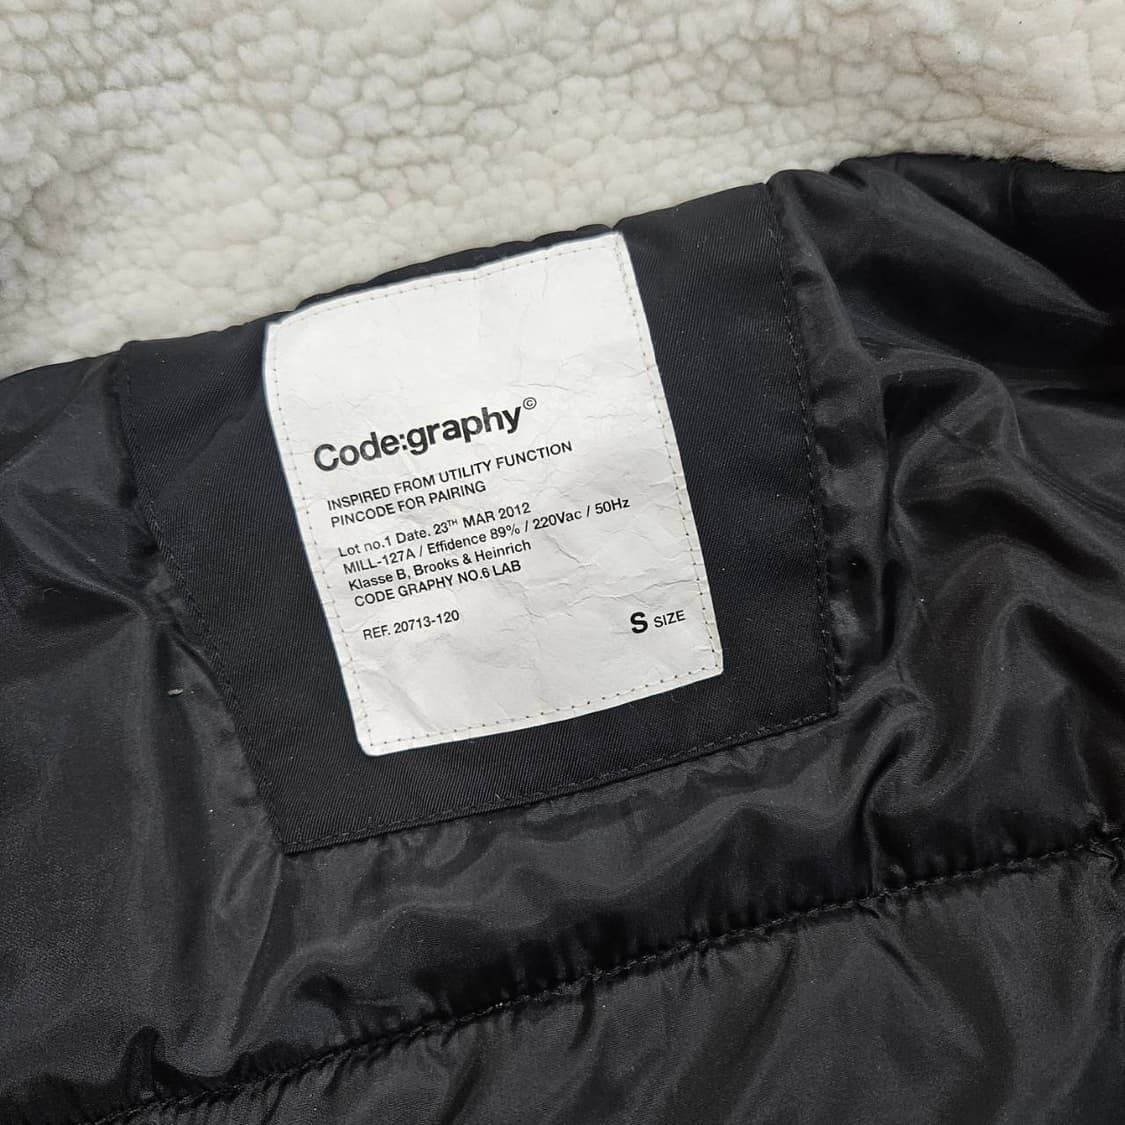 Code:graphy©
INSPIRED FROM UTILITY FUNCTION
PINCODE FOR PAIRING
Lot no.1 Date. 23TH MAR 2012
MILL-127A / Effidence 89% / 220Vac / 50Hz
Klasse B, Brooks & Heinrich
CODE GRAPHY NO.6 LAB
REF. 20713-120
S SIZE